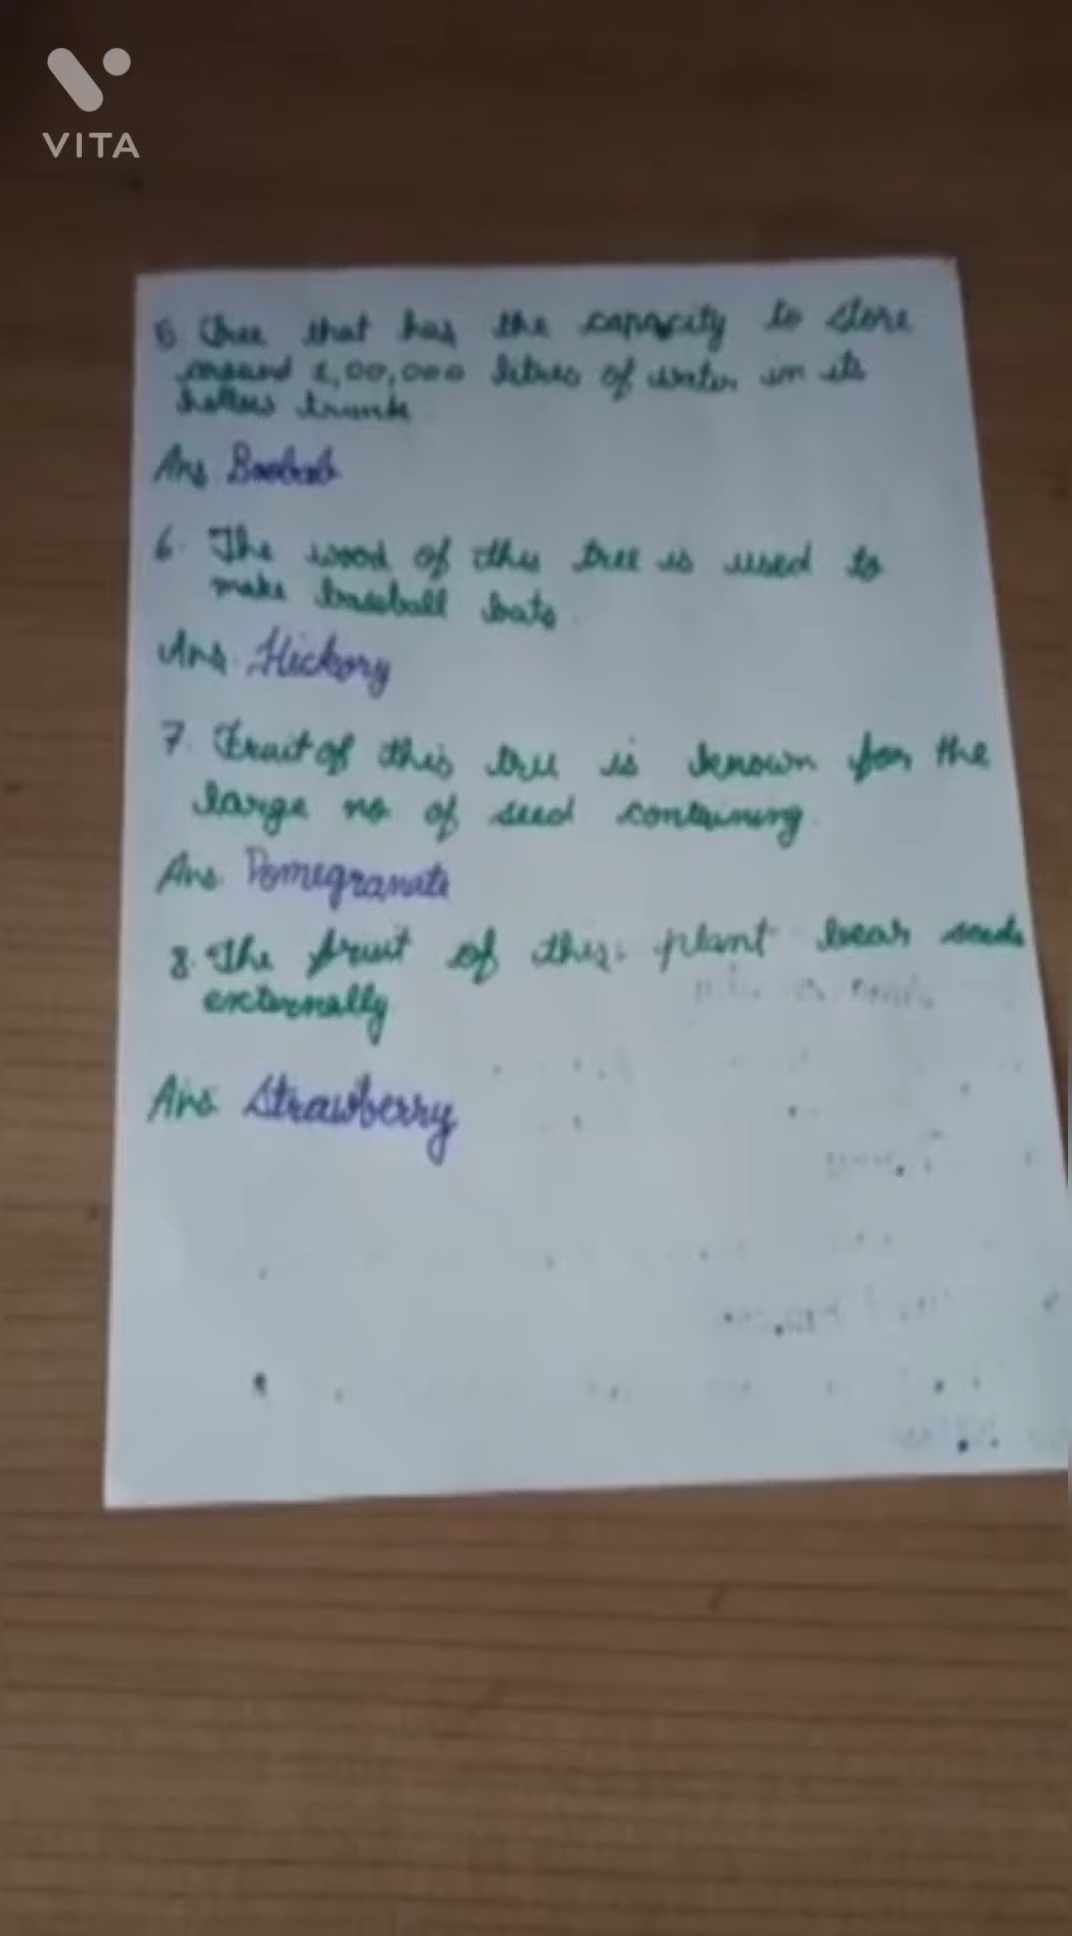 VITA
5. Tree that has the capacity to store
around 1,00,000 litres of water in its
hollow trunk
Ans Boobab
6. The wood of this tree is used to
make baseball bats.
Ans. Hickory
7. Fruit of this tree is known for the
large no. of seed containing.
Ans. Pomegranate
8. The fruit of this plant bear seeds
externally
Ans Strawberry